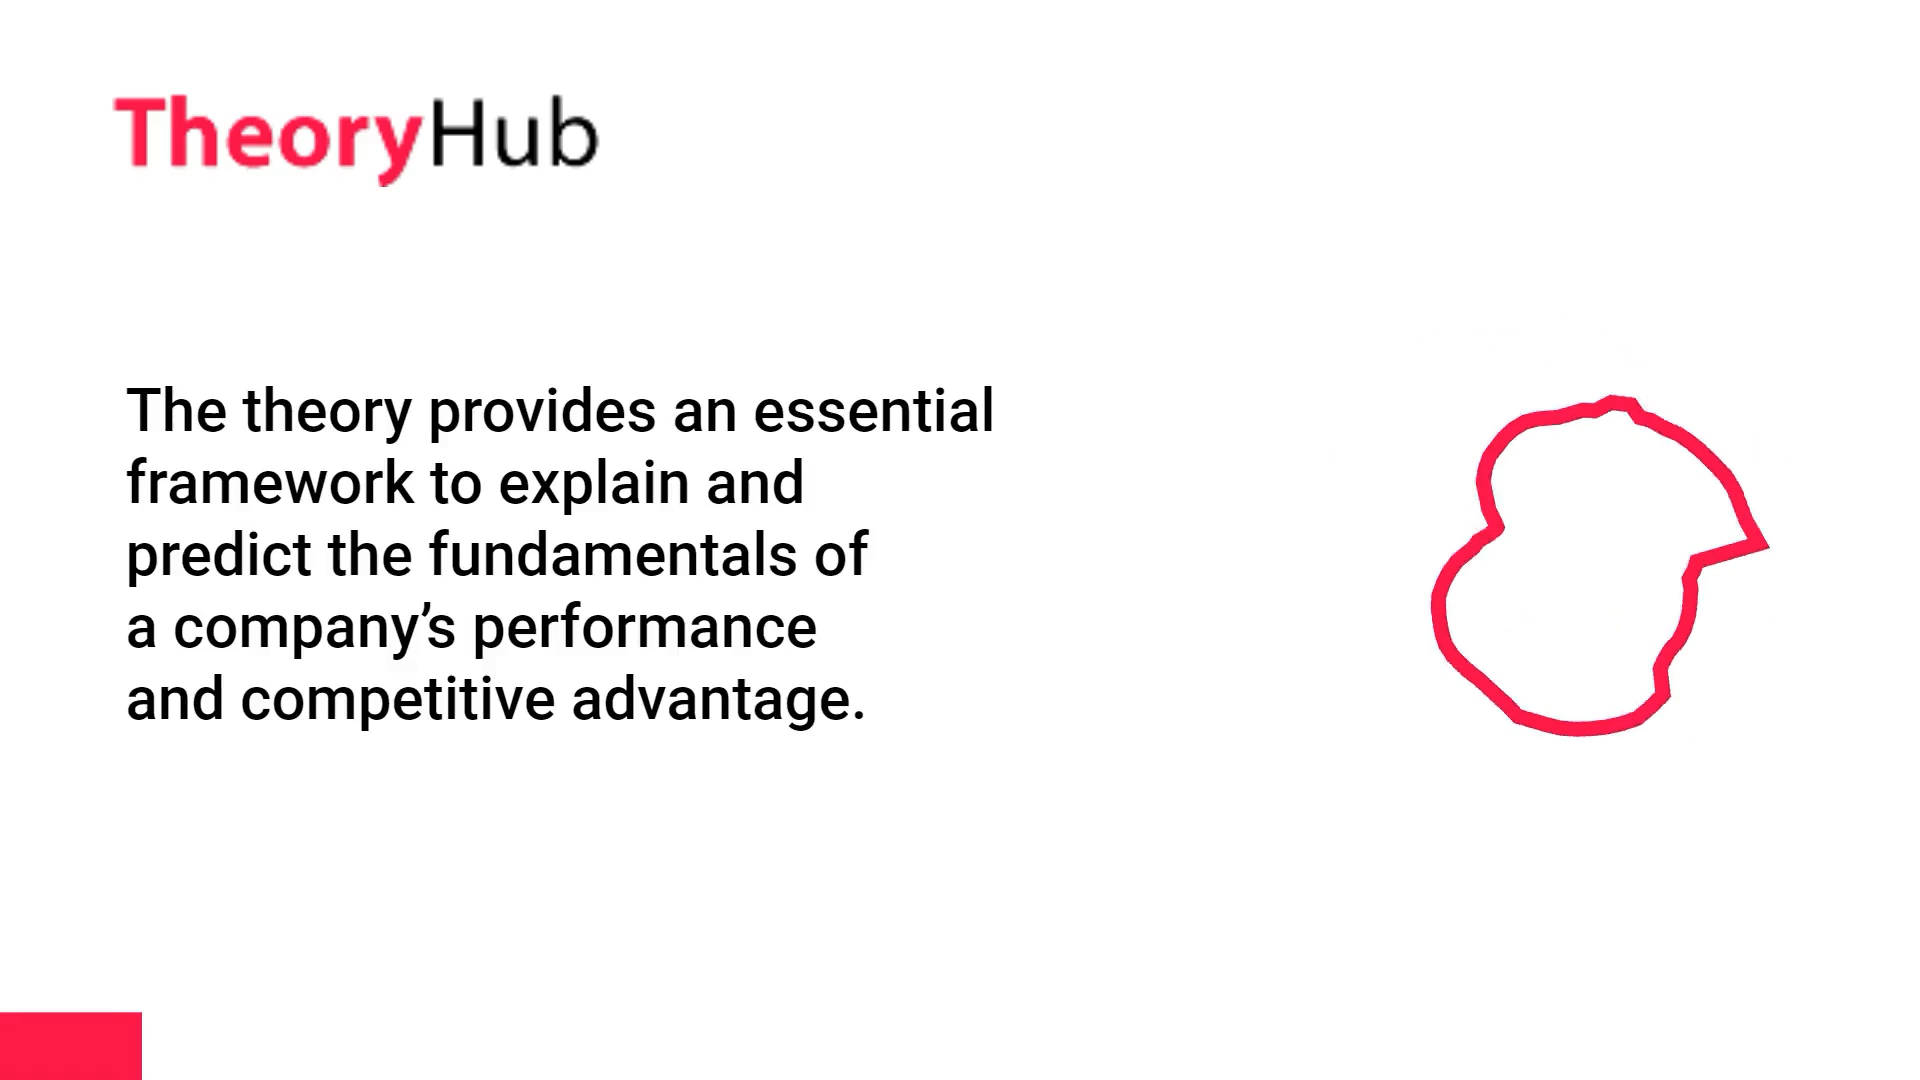 TheoryHub
The theory provides an essential
framework to explain and
predict the fundamentals of
a company’s performance
and competitive advantage.